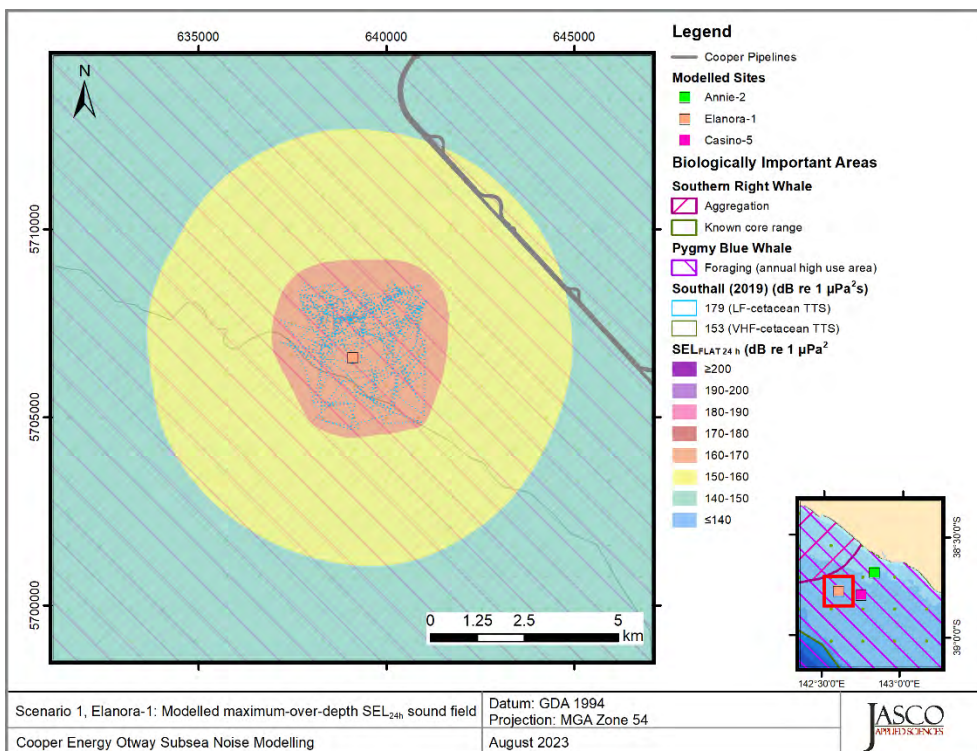 635000 640000 645000
N
5710000
5705000
5700000
0 1.25 2.5 5
km
Legend
Cooper Pipelines
Modelled Sites
Annie-2
Elanora-1
Casino-5
Biologically Important Areas
Southern Right Whale
Aggregation
Known core range
Pygmy Blue Whale
Foraging (annual high use area)
Southall (2019) (dB re 1 µPa²s)
179 (LF-cetacean TTS)
153 (VHF-cetacean TTS)
SELFLAT 24 h (dB re 1 µPa²
≥200
190-200
180-190
170-180
160-170
150-160
140-150
≤140
38°30'S
39°0'S
142°30'0"E 143°0'E
Scenario 1, Elanora-1: Modelled maximum-over-depth SEL24h sound field
Cooper Energy Otway Subsea Noise Modelling
Datum: GDA 1994
Projection: MGA Zone 54
August 2023
JASCO
APPLIED SCIENCES